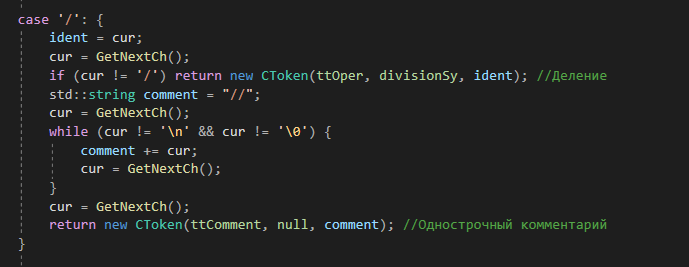 case '/': {
ident = cur;
cur = GetNextCh();
if (cur != '/') return new CToken(ttOper, divisionSy, ident); //Деление
std::string comment = "//";
cur = GetNextCh();
while (cur != '\n' && cur != '\0') {
comment += cur;
cur = GetNextCh();
}
cur = GetNextCh();
return new CToken(ttComment, null, comment); //Однострочный комментарий
}